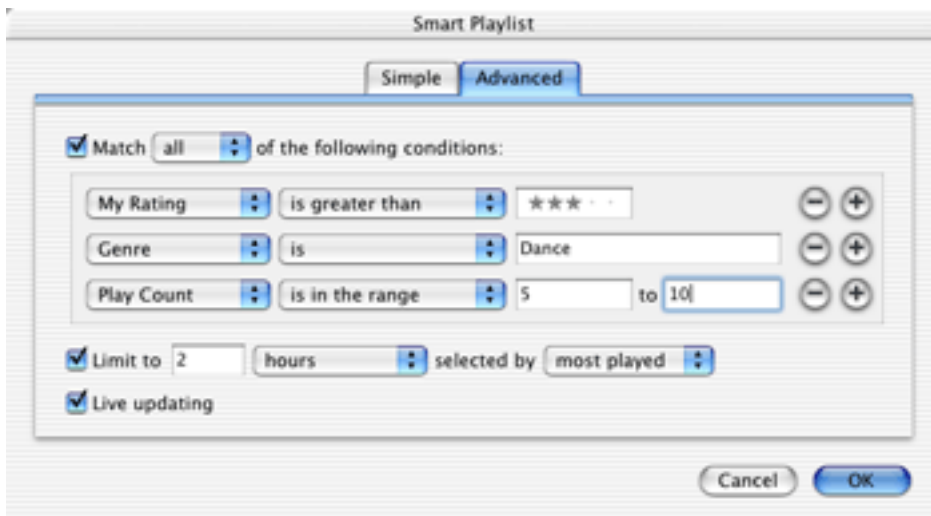 Smart Playlist
Simple Advanced
Match all of the following conditions:
My Rating is greater than ★★★··
Genre is Dance
Play Count is in the range 5 to 10
Limit to 2 hours selected by most played
Live updating
Cancel OK